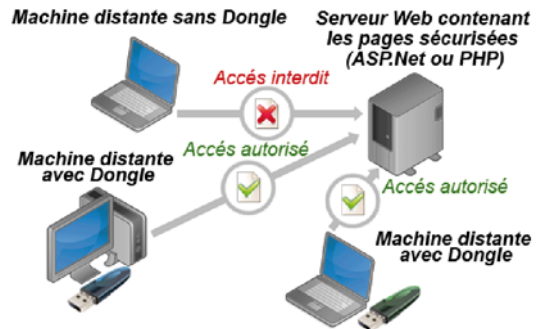 Machine distante sans Dongle
Serveur Web contenant
les pages sécurisées
(ASP.Net ou PHP)
Accés interdit
Accés autorisé
Machine distante
avec Dongle
Accés autorisé
Machine distante
avec Dongle